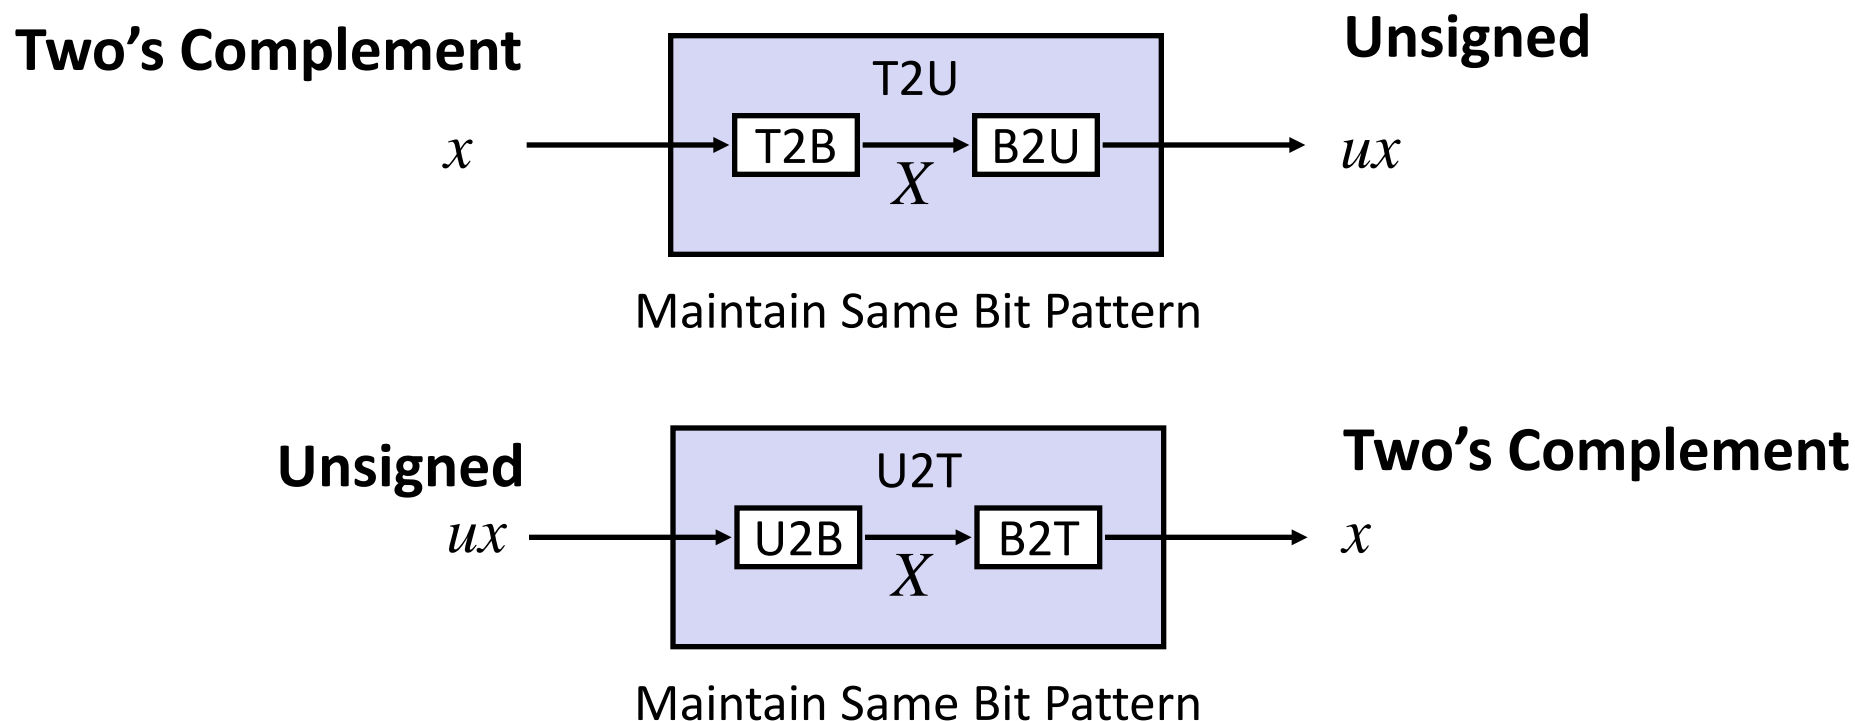 Two’s Complement
Unsigned
T2U
x
T2B
X
B2U
ux
Maintain Same Bit Pattern
Unsigned
Two’s Complement
U2T
ux
U2B
X
B2T
x
Maintain Same Bit Pattern